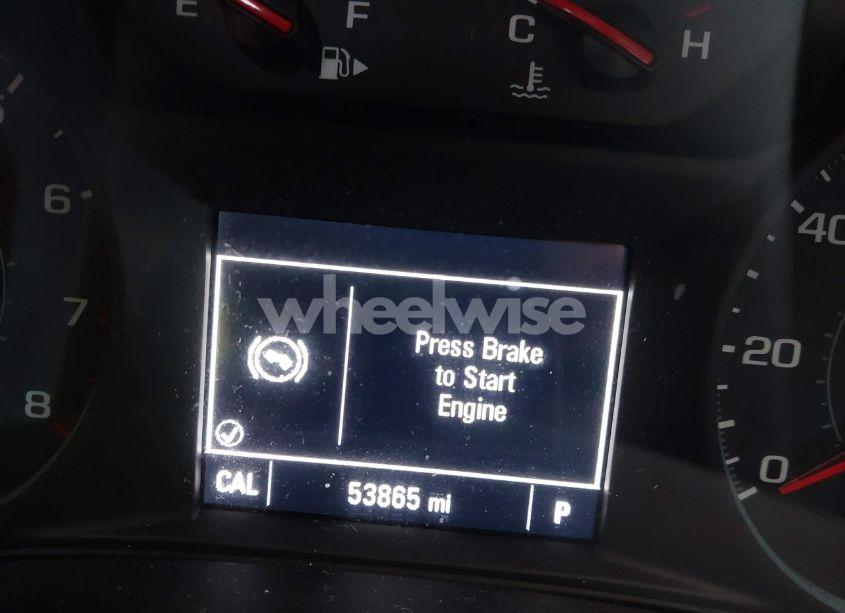 E F
C H
6
7
8
40
20
0
wheelwise
Press Brake
to Start
Engine
CAL 53865 mi P